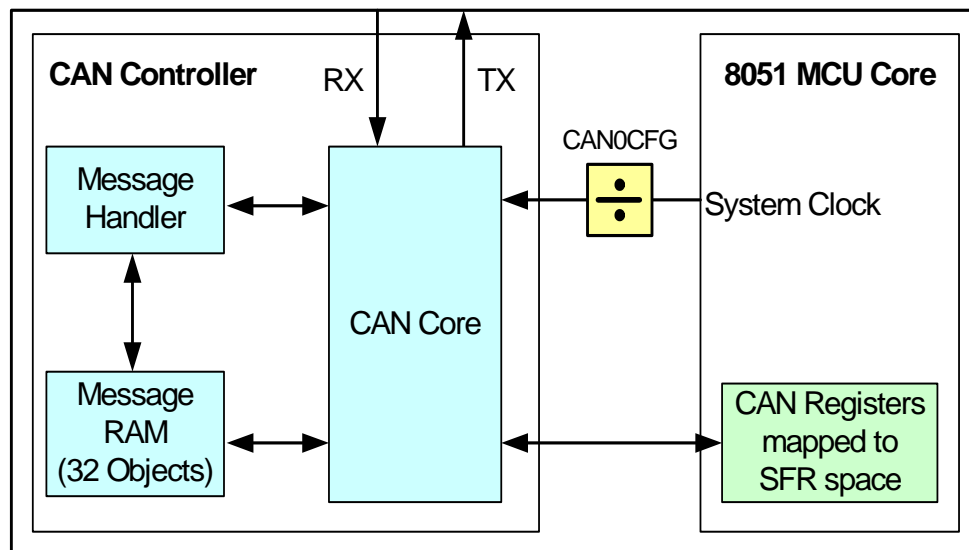 CAN Controller
RX
TX
8051 MCU Core
CAN0CFG
÷
System Clock
Message
Handler
CAN Core
Message
RAM
(32 Objects)
CAN Registers
mapped to
SFR space